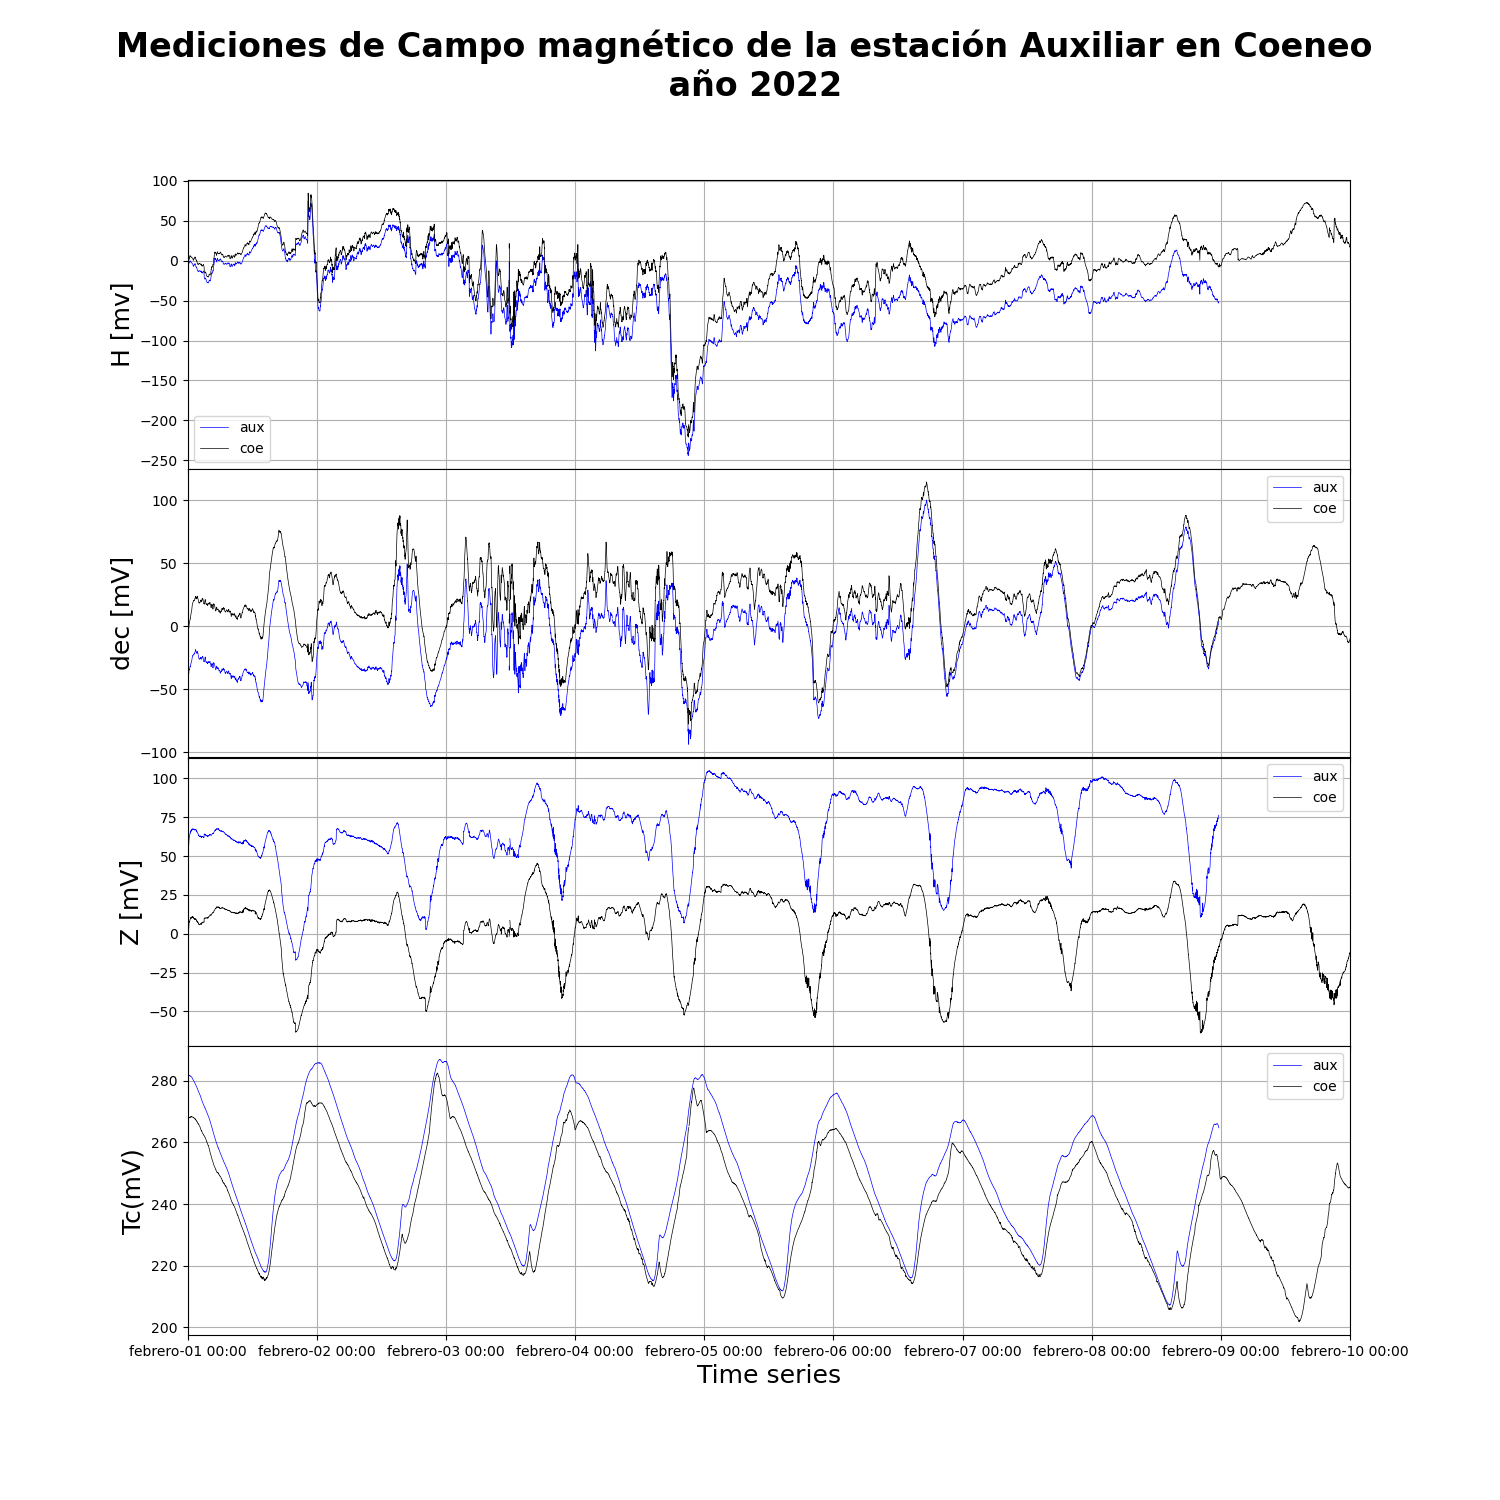 Mediciones de Campo magnético de la estación Auxiliar en Coeneo
año 2022
100
50
0
−50
−100
−150
−200
−250
H [mv]
aux
coe
100
50
0
−50
−100
dec [mV]
aux
coe
100
75
50
25
0
−25
−50
Z [mV]
aux
coe
280
260
240
220
200
Tc(mV)
aux
coe
febrero-01 00:00 febrero-02 00:00 febrero-03 00:00 febrero-04 00:00 febrero-05 00:00 febrero-06 00:00 febrero-07 00:00 febrero-08 00:00 febrero-09 00:00 febrero-10 00:00
Time series